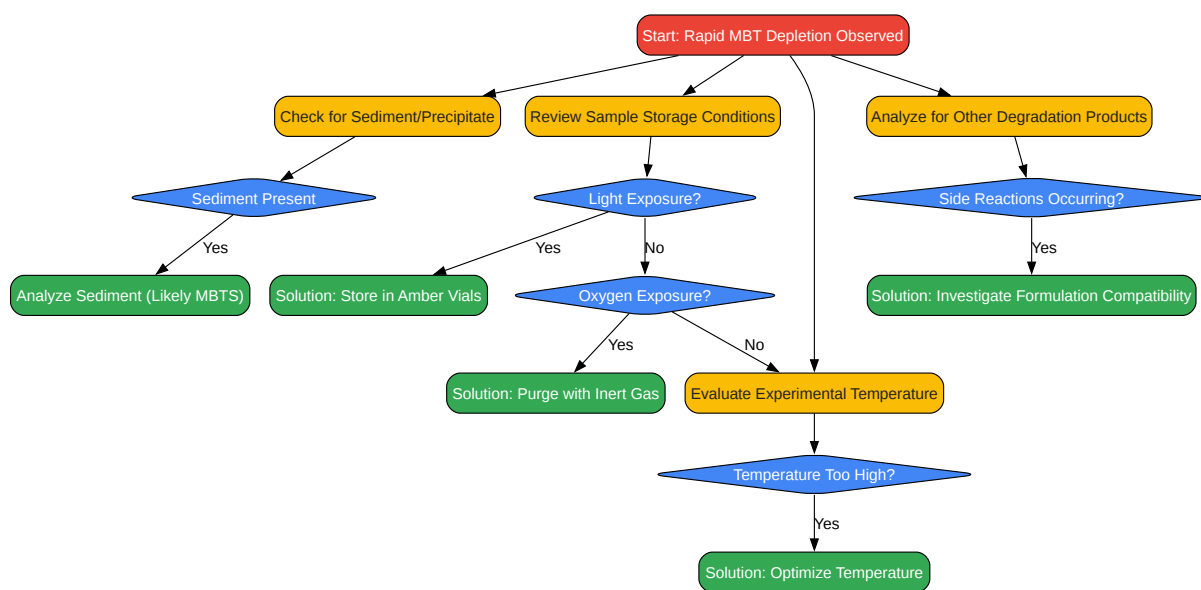 Start: Rapid MBT Depletion Observed
Check for Sediment/Precipitate
Review Sample Storage Conditions
Analyze for Other Degradation Products
Sediment Present
Light Exposure?
Side Reactions Occurring?
Yes
Yes
No
Yes
Analyze Sediment (Likely MBTS)
Solution: Store in Amber Vials
Oxygen Exposure?
Solution: Investigate Formulation Compatibility
Yes
No
Solution: Purge with Inert Gas
Evaluate Experimental Temperature
Temperature Too High?
Yes
Solution: Optimize Temperature